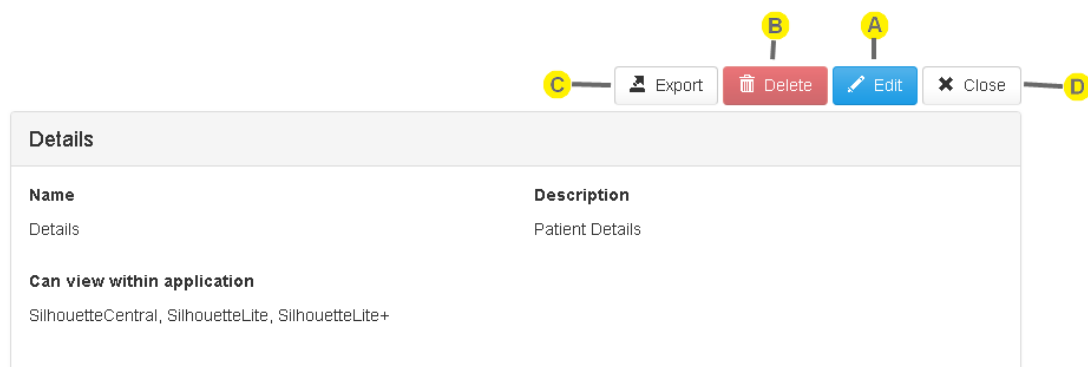 B A
C Export Delete Edit Close D
Details
Name Description
Details Patient Details
Can view within application
SilhouetteCentral, SilhouetteLite, SilhouetteLite+